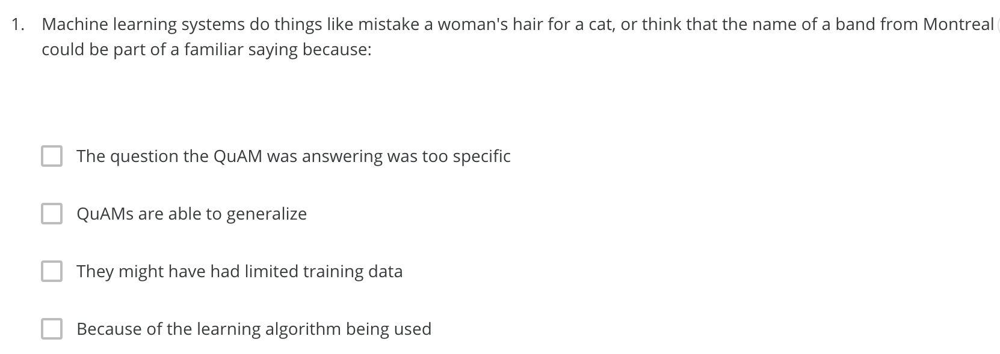 1. Machine learning systems do things like mistake a woman's hair for a cat, or think that the name of a band from Montreal
could be part of a familiar saying because:
The question the QuAM was answering was too specific
QuAMs are able to generalize
They might have had limited training data
Because of the learning algorithm being used